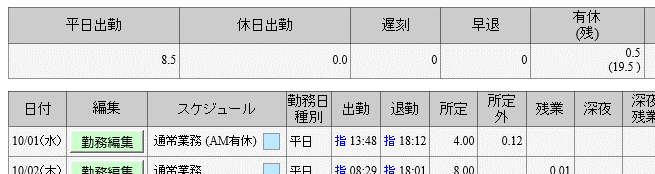 平日出勤 休日出勤 遅刻 早退 有休
(残)
8.5 0.0 0 0 0.5
(19.5 )
日付 編集 スケジュール 勤務日種別 出勤 退勤 所定 所定外 残業 深夜 深夜残業
10/01(水) 勤務編集 通常業務 (AM有休) 平日 指 13:48 指 18:12 4.00 0.12
10/02(木) 勤務編集 通常業務 平日 指 08:29 指 18:01 8.00 0.01